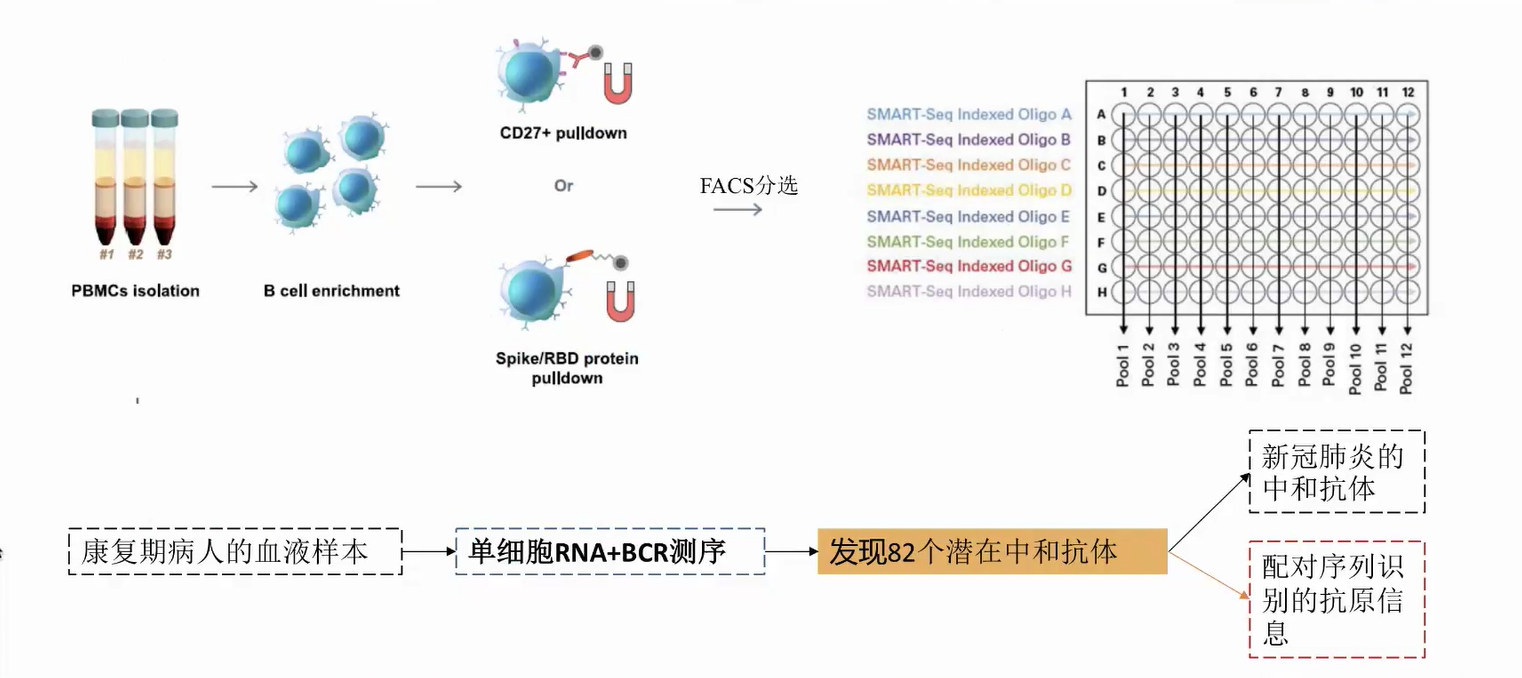 #1 #2 #3
PBMCs isolation
B cell enrichment
CD27+ pulldown
Or
Spike/RBD protein
pulldown
FACS分选
SMART-Seq Indexed Oligo A
SMART-Seq Indexed Oligo B
SMART-Seq Indexed Oligo C
SMART-Seq Indexed Oligo D
SMART-Seq Indexed Oligo E
SMART-Seq Indexed Oligo F
SMART-Seq Indexed Oligo G
SMART-Seq Indexed Oligo H
1 2 3 4 5 6 7 8 9 10 11 12
A
B
C
D
E
F
G
H
Pool 1
Pool 2
Pool 3
Pool 4
Pool 5
Pool 6
Pool 7
Pool 8
Pool 9
Pool 10
Pool 11
Pool 12
康复期病人的血液样本
单细胞RNA+BCR测序
发现82个潜在中和抗体
新冠肺炎的
中和抗体
配对序列识
别的抗原信
息